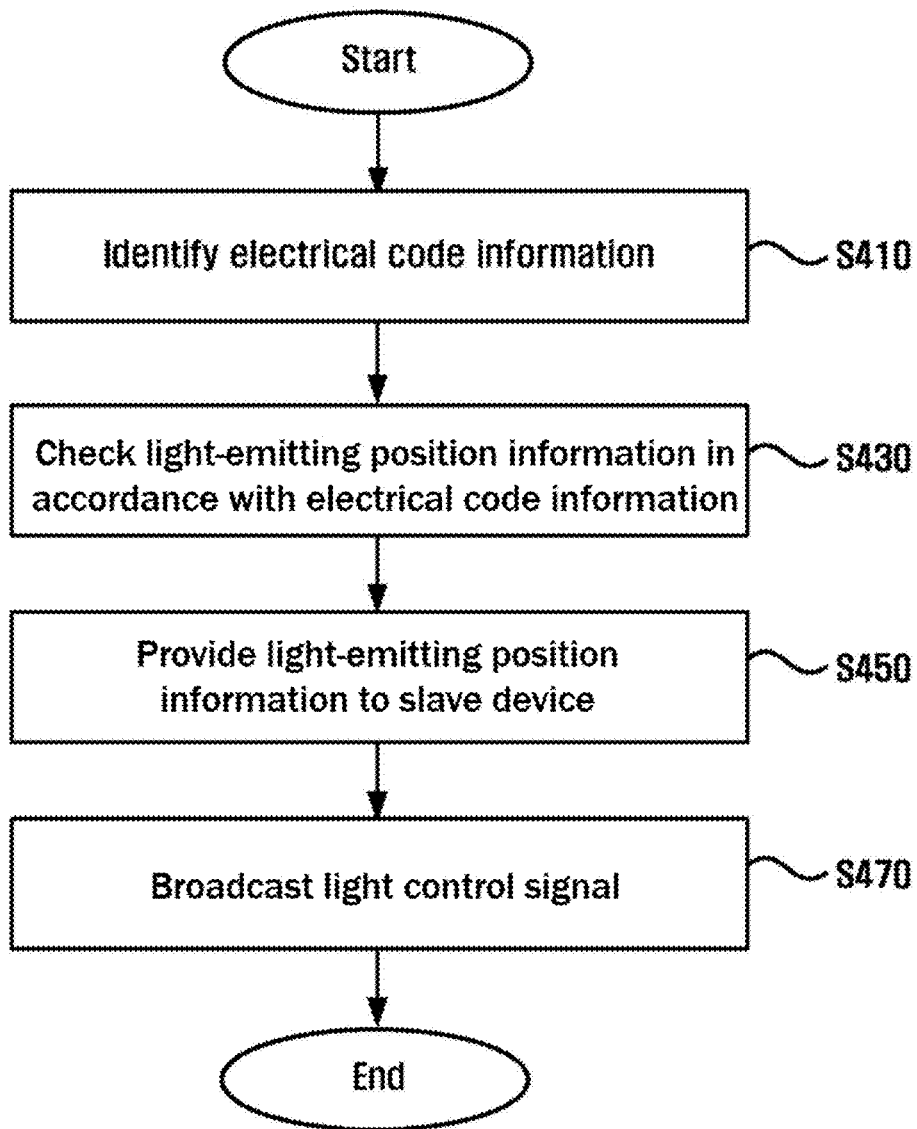 Start
Identify electrical code information
S410
Check light-emitting position information in
accordance with electrical code information
S430
Provide light-emitting position
information to slave device
S450
Broadcast light control signal
S470
End